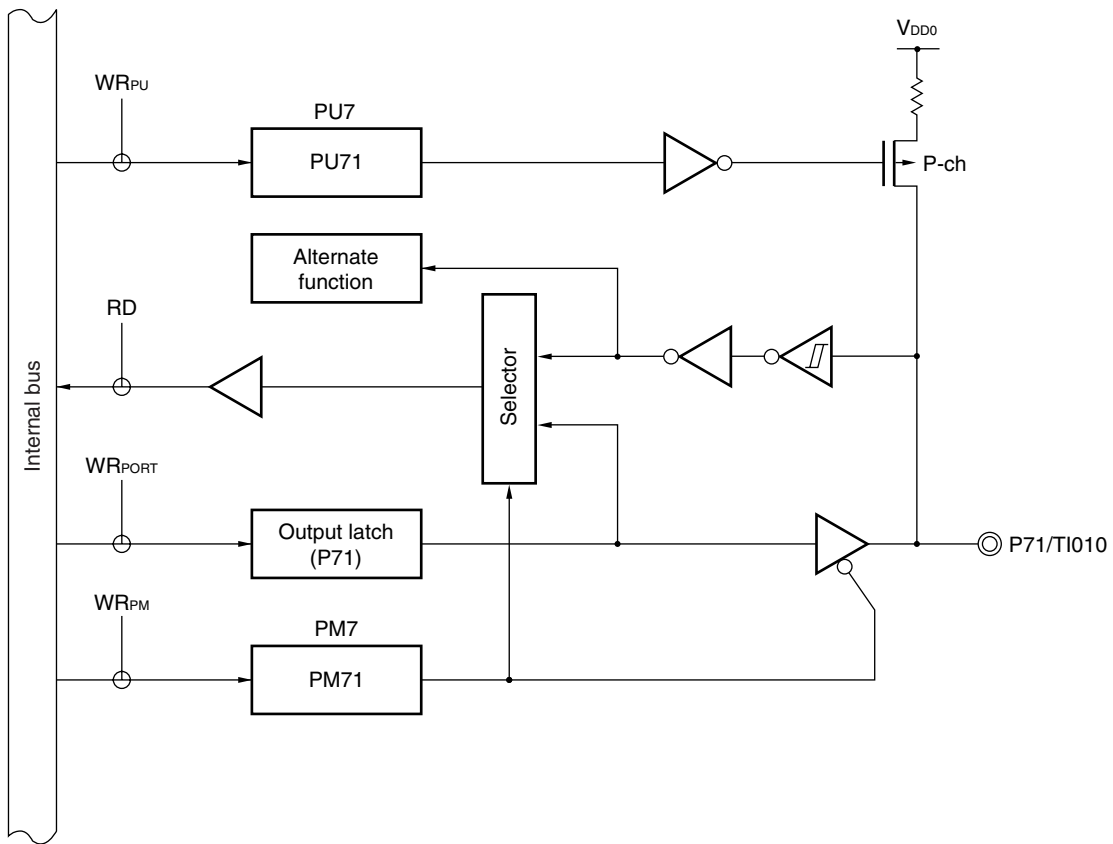 VDD0
WRPU
PU7
PU71
P-ch
Alternate
function
RD
Selector
Internal bus
WRPORT
Output latch
(P71)
P71/TI010
WRPM
PM7
PM71